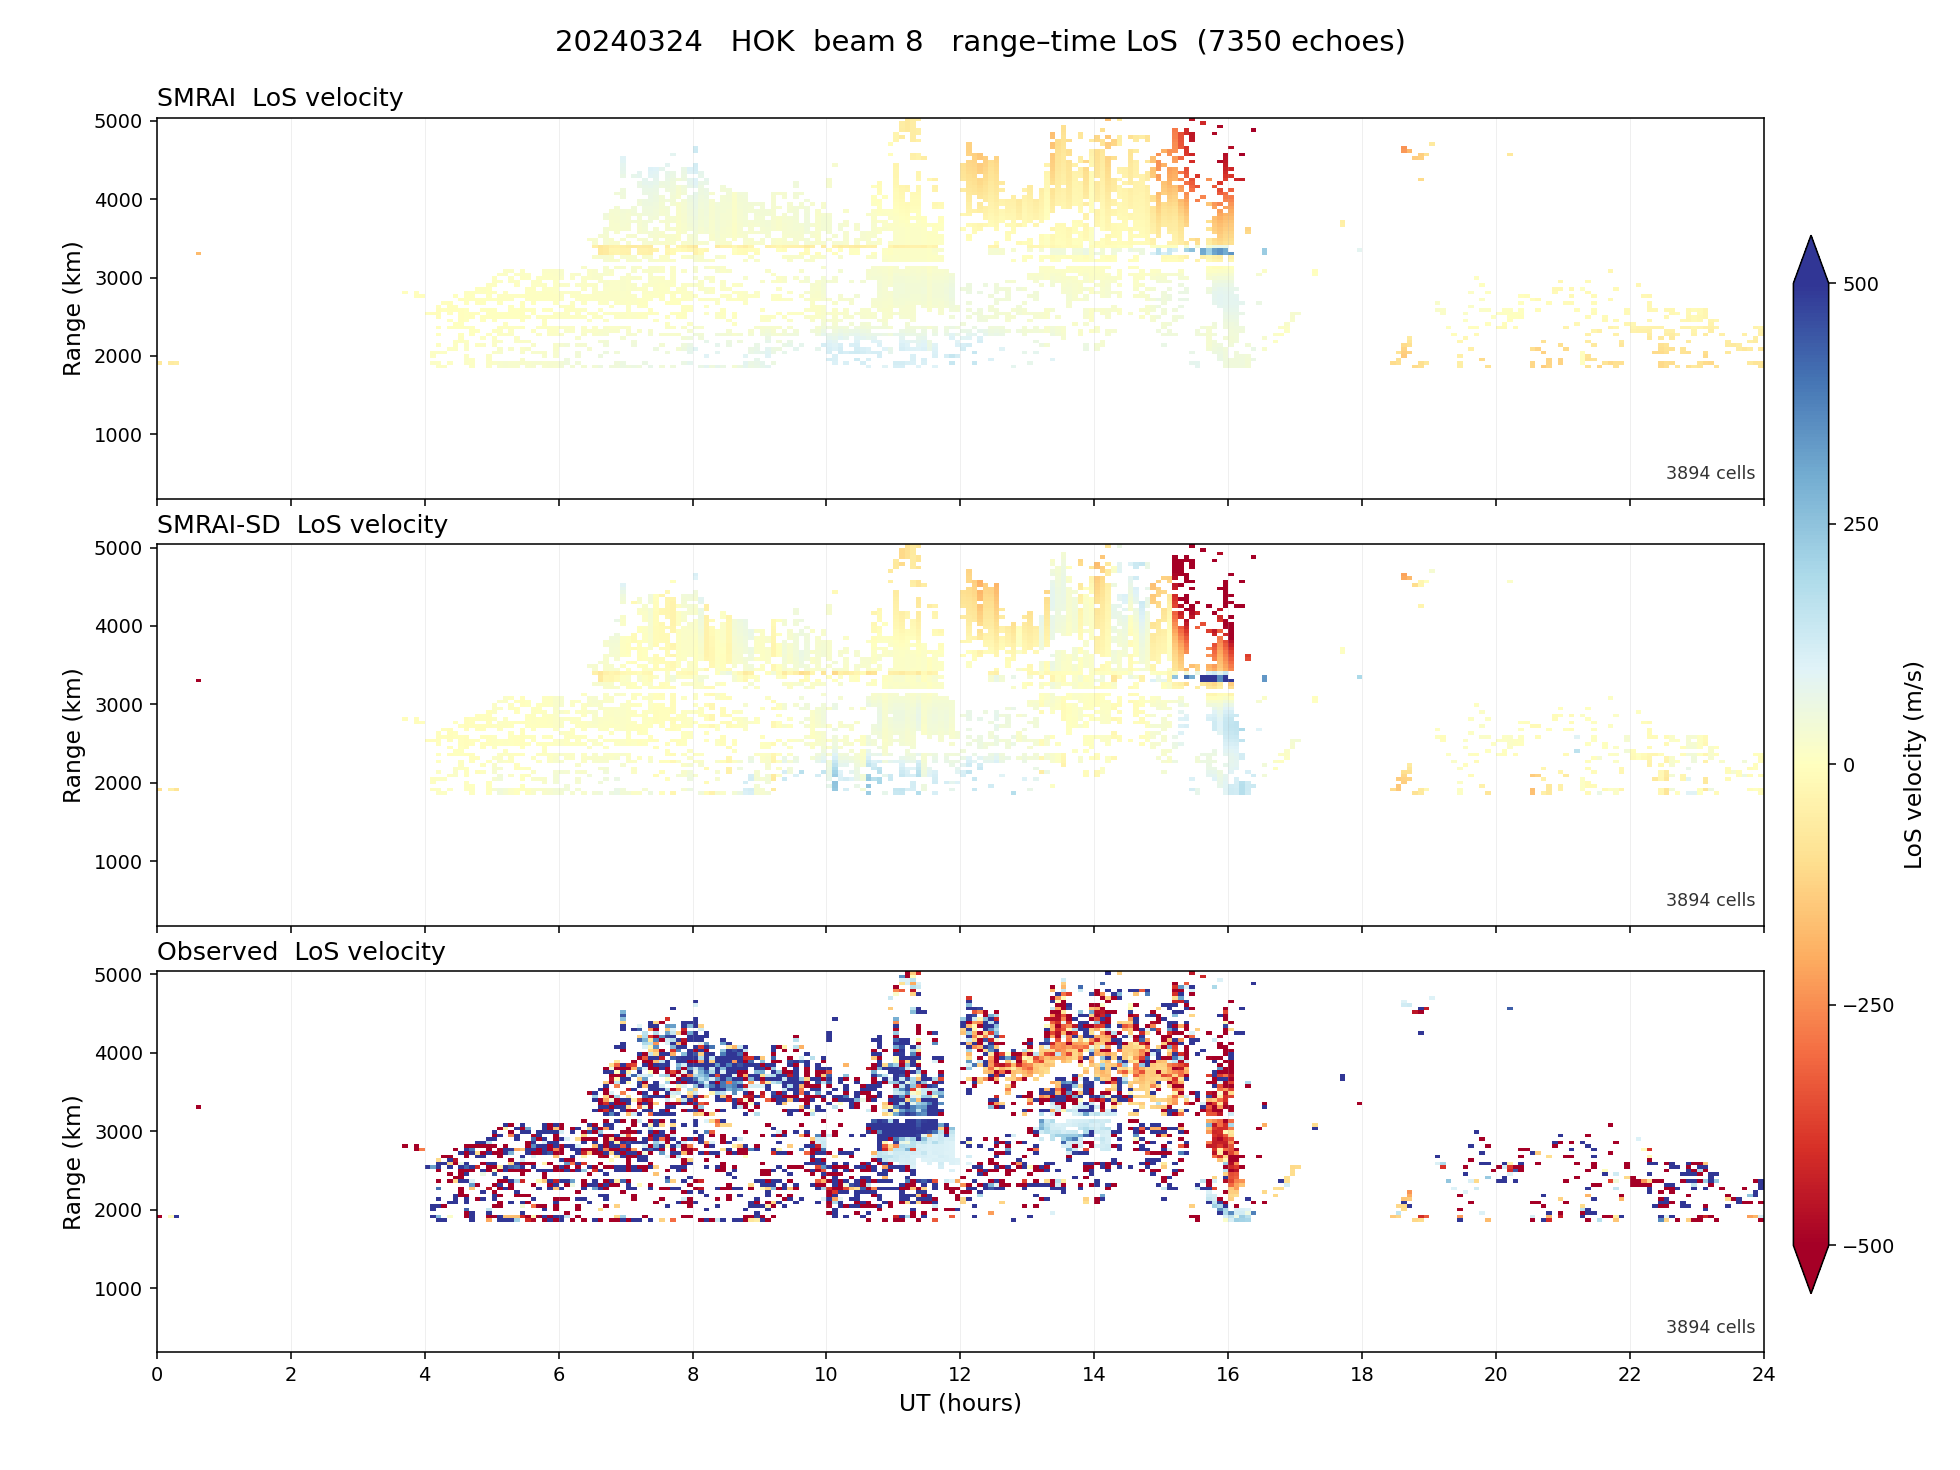 20240324   HOK  beam 8   range–time LoS  (7350 echoes)
SMRAI  LoS velocity
5000
4000
3000
2000
1000
Range (km)
3894 cells
SMRAI-SD  LoS velocity
5000
4000
3000
2000
1000
Range (km)
3894 cells
Observed  LoS velocity
5000
4000
3000
2000
1000
Range (km)
3894 cells
0 2 4 6 8 10 12 14 16 18 20 22 24
UT (hours)
500
250
0
−250
−500
LoS velocity (m/s)